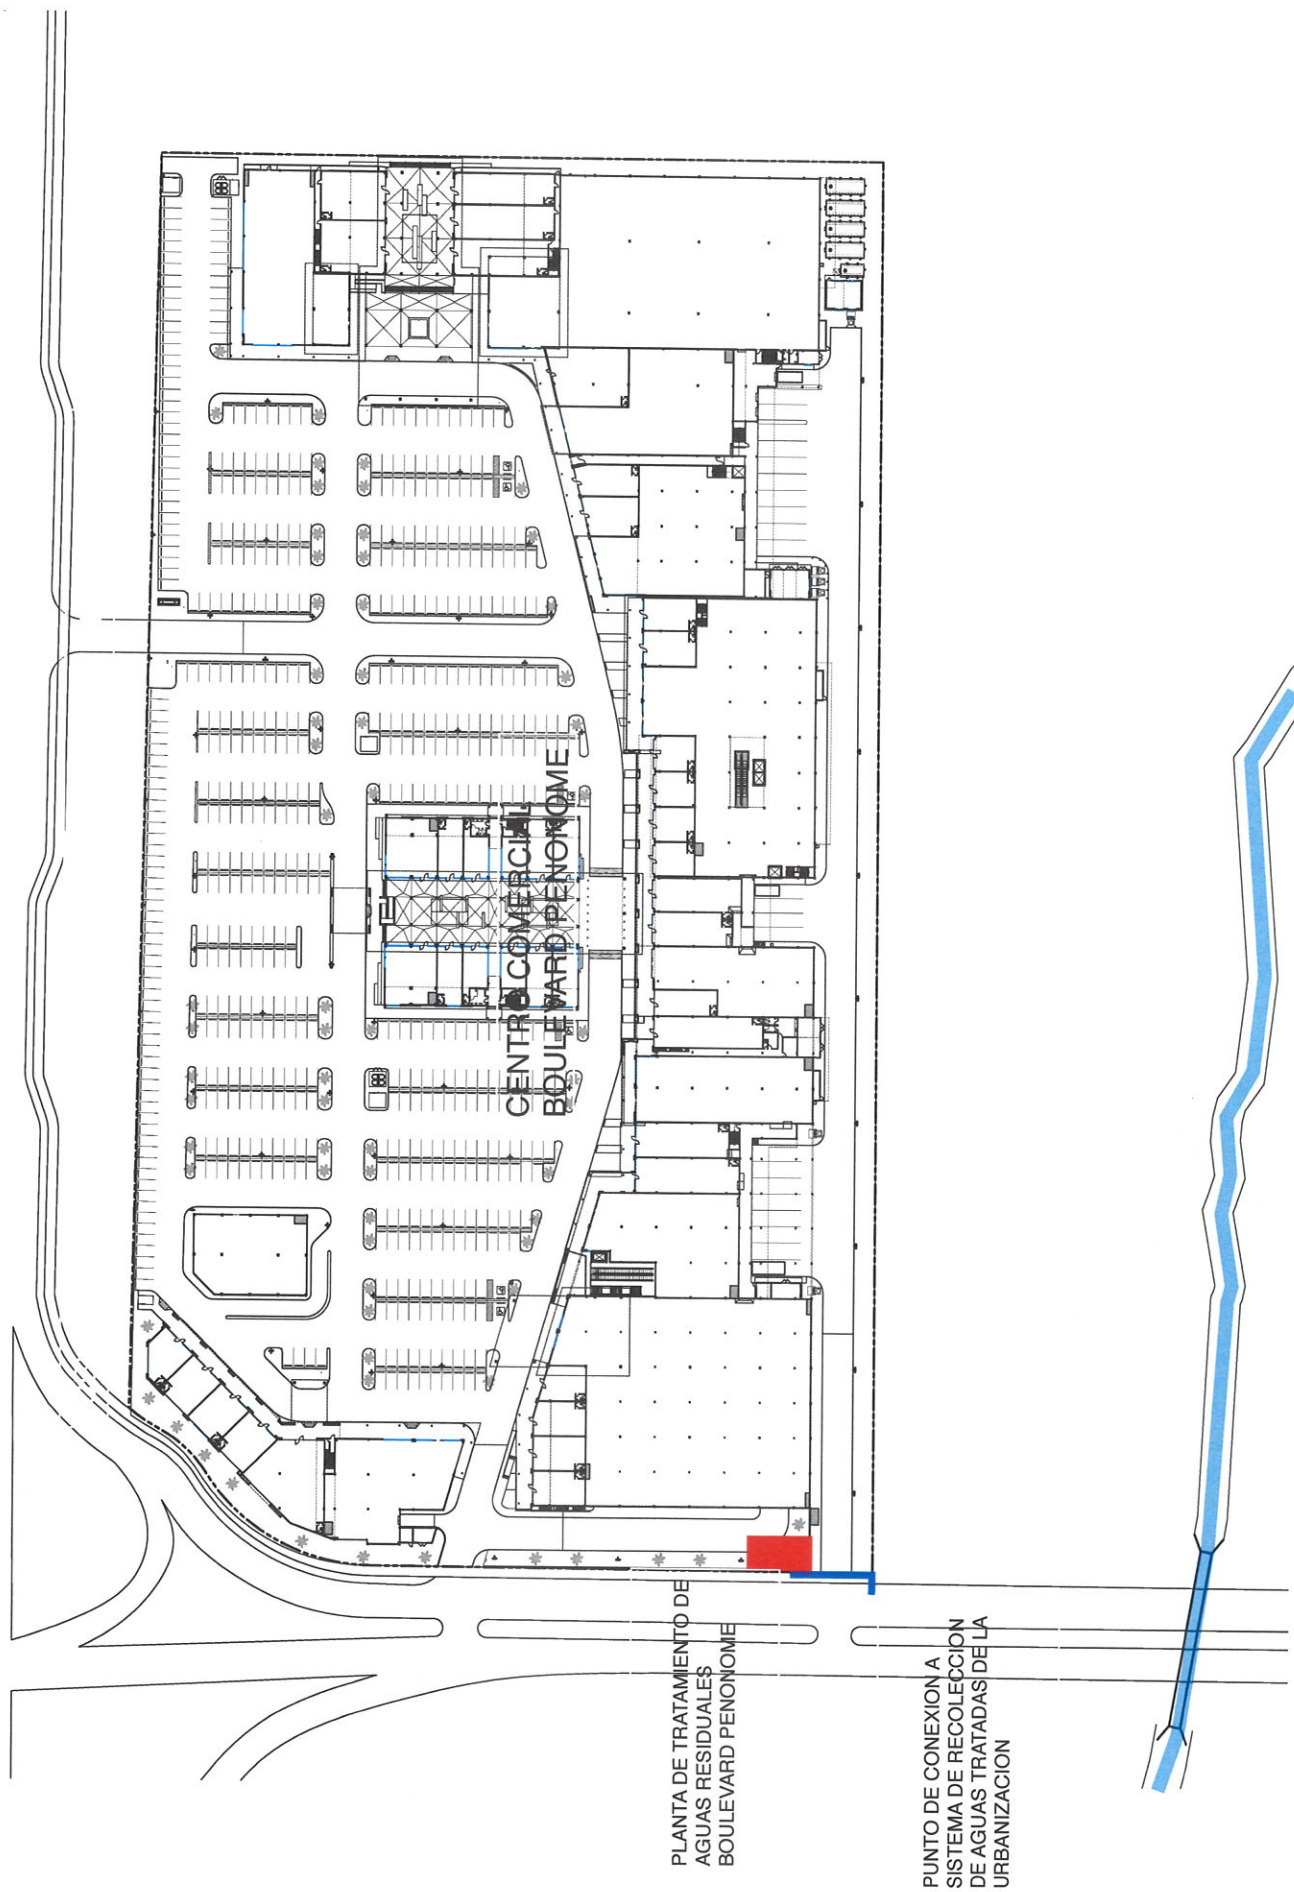 CENTRO COMERCIAL
BOULEVARD PENONOME
PLANTA DE TRATAMIENTO DE
AGUAS RESIDUALES
BOULEVARD PENONOME
PUNTO DE CONEXION A
SISTEMA DE RECOLECCION
DE AGUAS TRATADAS DE LA
URBANIZACION